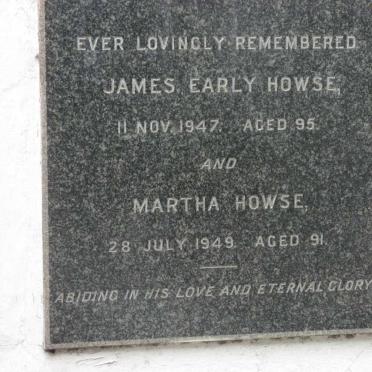 EVER LOVINGLY REMEMBERED
JAMES EARLY HOWSE,
11 NOV. 1947. AGED 95.
AND
MARTHA HOWSE,
28 JULY 1949. AGED 91.
ABIDING IN HIS LOVE AND ETERNAL GLORY